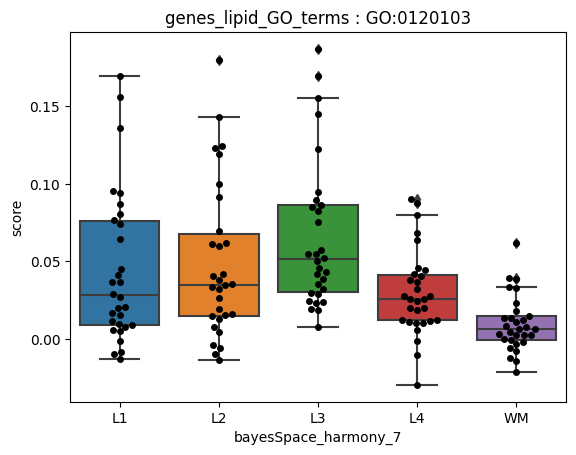 genes_lipid_GO_terms : GO:0120103
score
0.15
0.10
0.05
0.00
L1 L2 L3 L4 WM
bayesSpace_harmony_7